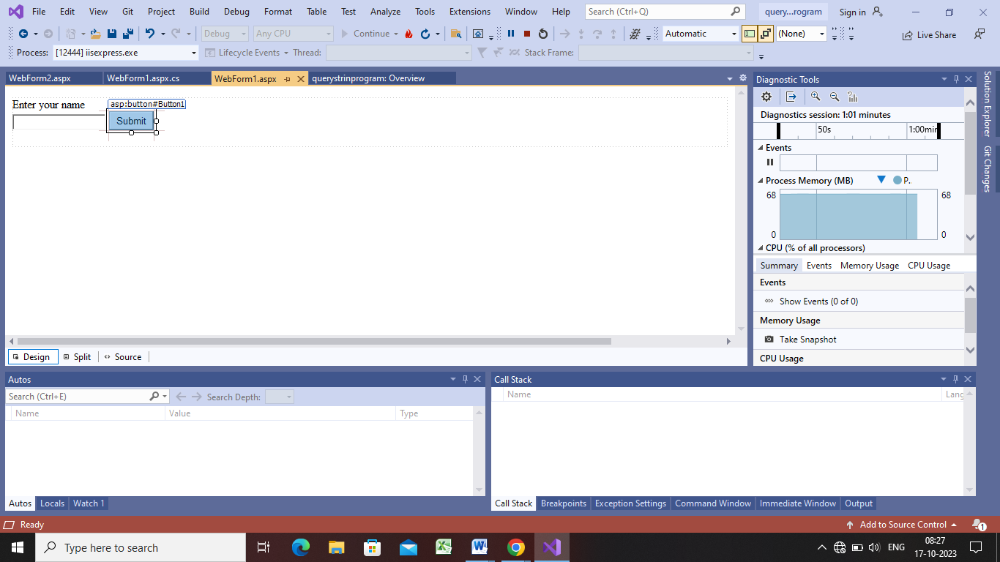 File Edit View Git Project Build Debug Format Table Test Analyze Tools Extensions Window Help Search (Ctrl+Q) query...rogram Sign in
Debug Any CPU Continue Automatic (None) Live Share
Process: [12444] iisexpress.exe Lifecycle Events Thread: Stack Frame:
WebForm2.aspx WebForm1.aspx.cs WebForm1.aspx querystrinprogram: Overview
Enter your name asp:button#Button1
Submit
Design Split Source
Diagnostic Tools
Diagnostics session: 1:01 minutes
50s 1:00min
Events
Process Memory (MB) P..
68 68
0 0
CPU (% of all processors)
Summary Events Memory Usage CPU Usage
Events
Show Events (0 of 0)
Memory Usage
Take Snapshot
CPU Usage
Solution Explorer
Git Changes
Autos
Search (Ctrl+E) Search Depth:
Name Value Type
Autos Locals Watch 1
Call Stack
Name Lang
Call Stack Breakpoints Exception Settings Command Window Immediate Window Output
Ready Add to Source Control 1
Type here to search ENG 08:27
17-10-2023